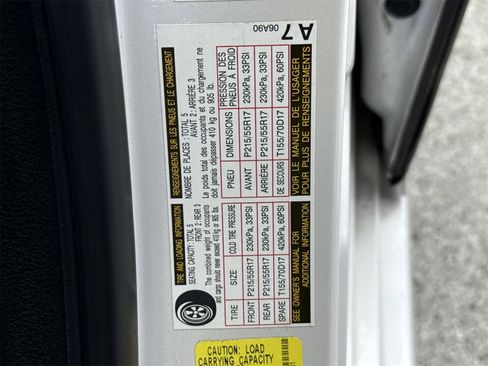 TIRE AND LOADING INFORMATION
SEATING CAPACITY: TOTAL 5
FRONT 2 : REAR 3
The combined weight of occupants
and cargo should never exceed 410 kg or 905 lbs.
TIRE SIZE COLD TIRE PRESSURE
FRONT P215/55R17 230kPa, 33PSI
REAR P215/55R17 230kPa, 33PSI
SPARE T155/70D17 420kPa, 60PSI
SEE OWNER'S MANUAL FOR
ADDITIONAL INFORMATION
RENSEIGNEMENTS SUR LES PNEUS ET LE CHARGEMENT
NOMBRE DE PLACES : TOTAL 5
AVANT 2 : ARRIÈRE 3
Le poids total des occupants et du chargement ne
doit jamais dépasser 410 kg ou 905 lb.
PNEU DIMENSIONS PRESSION DES
PNEUS À FROID
AVANT P215/55R17 230kPa, 33PSI
ARRIÈRE P215/55R17 230kPa, 33PSI
DE SECOURS T155/70D17 420kPa, 60PSI
VOIR LE MANUEL DE L'USAGER
POUR PLUS DE RENSEIGNEMENTS
06A90
A7
CAUTION: LOAD
CARRYING CAPACITY